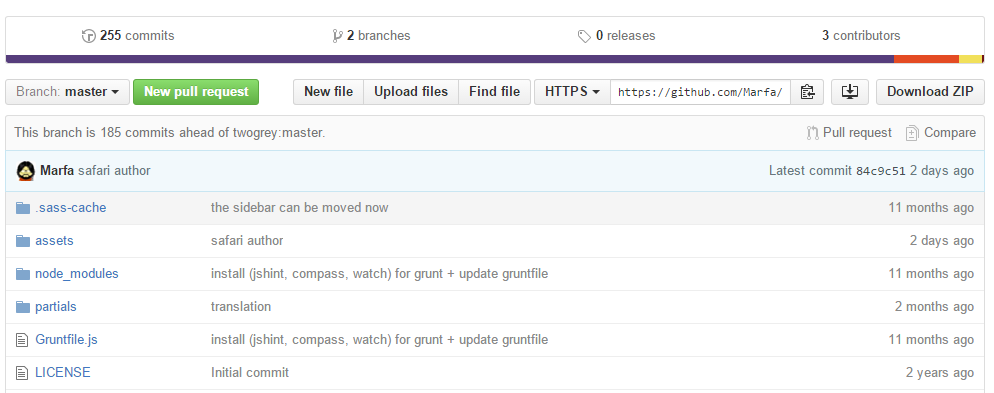 255 commits 2 branches 0 releases 3 contributors
Branch: master New pull request New file Upload files Find file HTTPS https://github.com/Marfa/ Download ZIP
This branch is 185 commits ahead of twogrey:master. Pull request Compare
Marfa safari author Latest commit 84c9c51 2 days ago
.sass-cache the sidebar can be moved now 11 months ago
assets safari author 2 days ago
node_modules install (jshint, compass, watch) for grunt + update gruntfile 11 months ago
partials translation 2 months ago
Gruntfile.js install (jshint, compass, watch) for grunt + update gruntfile 11 months ago
LICENSE Initial commit 2 years ago